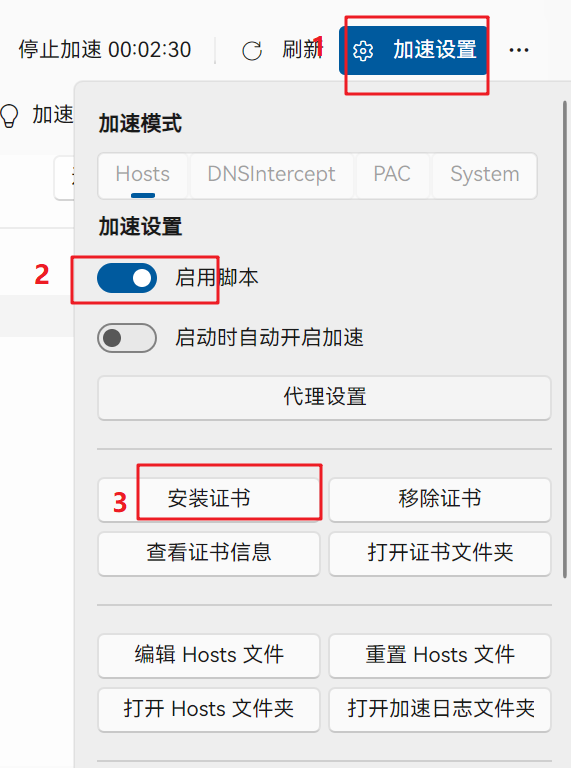 停止加速 00:02:30 刷新 1 加速设置 ...
加速
加速模式
Hosts DNSIntercept PAC System
加速设置
2 启用脚本
启动时自动开启加速
代理设置
3 安装证书 移除证书
查看证书信息 打开证书文件夹
编辑 Hosts 文件 重置 Hosts 文件
打开 Hosts 文件夹 打开加速日志文件夹